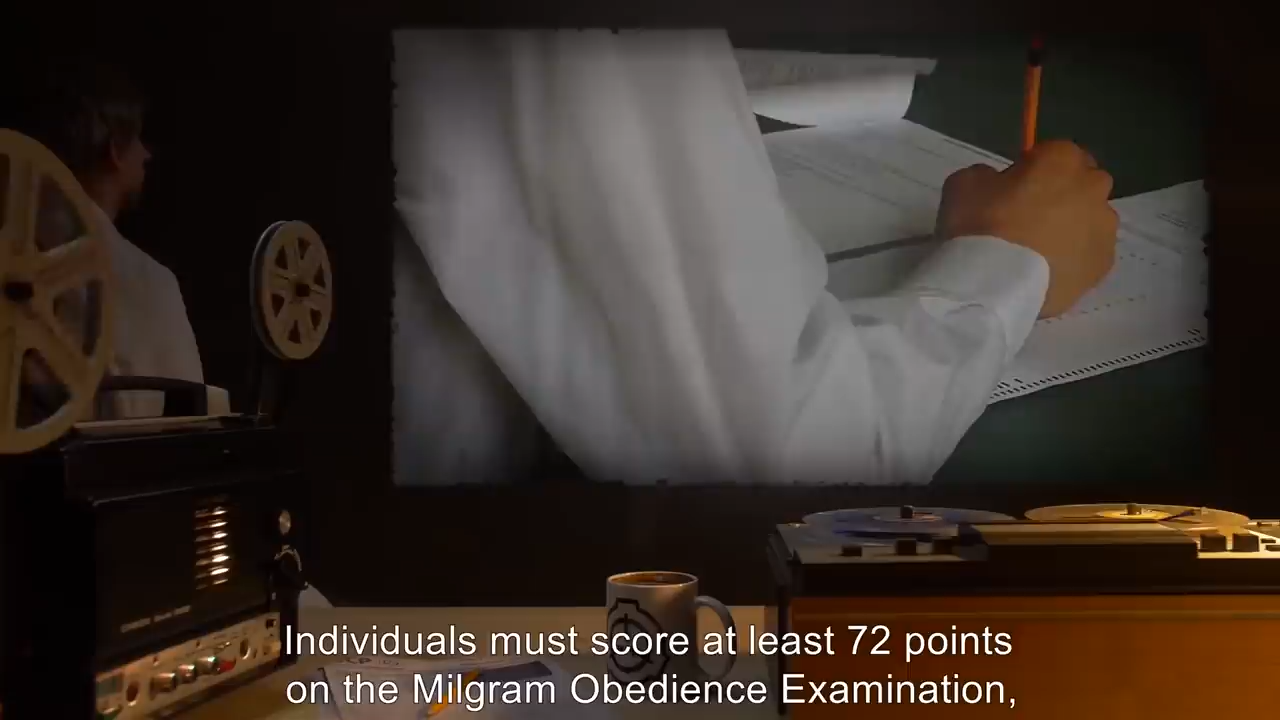 Individuals must score at least 72 points
on the Milgram Obedience Examination,